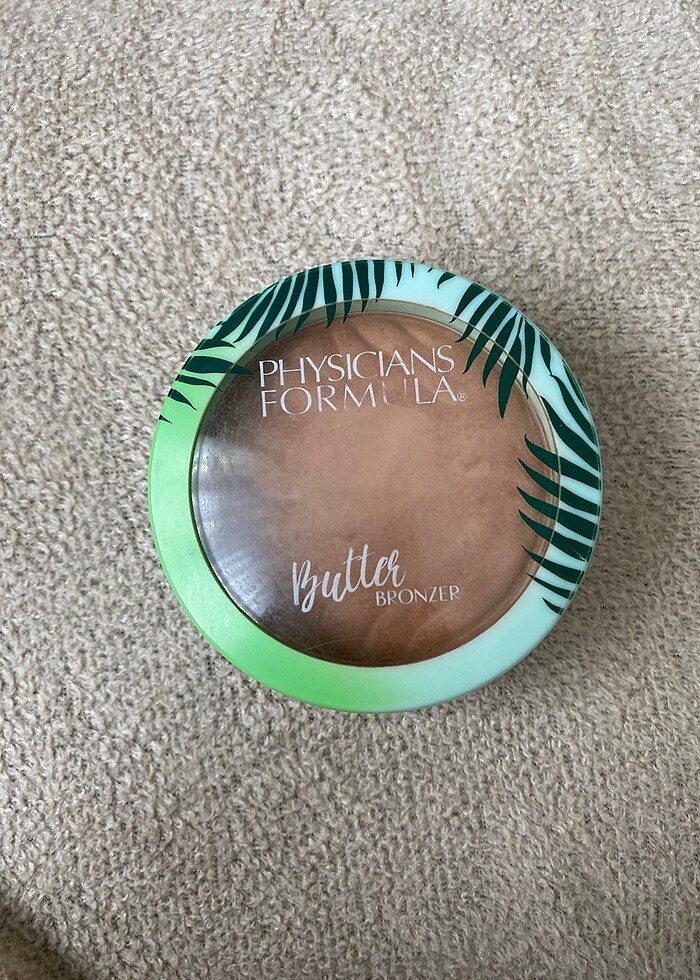 PHYSICIANS
FORMULA®
Butter
BRONZER